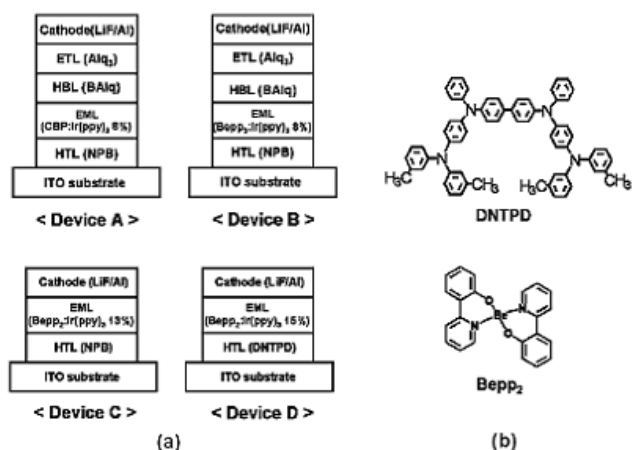 Cathode(LiF/Al)
ETL (Alq3)
HBL (BAlq)
EML
(CBP:Ir(ppy)3 6%)
HTL (NPB)
ITO substrate
< Device A >
Cathode(LiF/Al)
ETL (Alq3)
HBL (BAlq)
EML
(Bepp2:Ir(ppy)3 8%)
HTL (NPB)
ITO substrate
< Device B >
Cathode (LiF/Al)
EML
(Bepp2:Ir(ppy)3 13%)
HTL (NPB)
ITO substrate
< Device C >
Cathode (LiF/Al)
EML
(Bepp2:Ir(ppy)3 15%)
HTL (DNTPD)
ITO substrate
< Device D >
(a)
N
N
N
N
H3C
CH3
H3C
CH3
DNTPD
O
Be
N
N
O
Bepp2
(b)